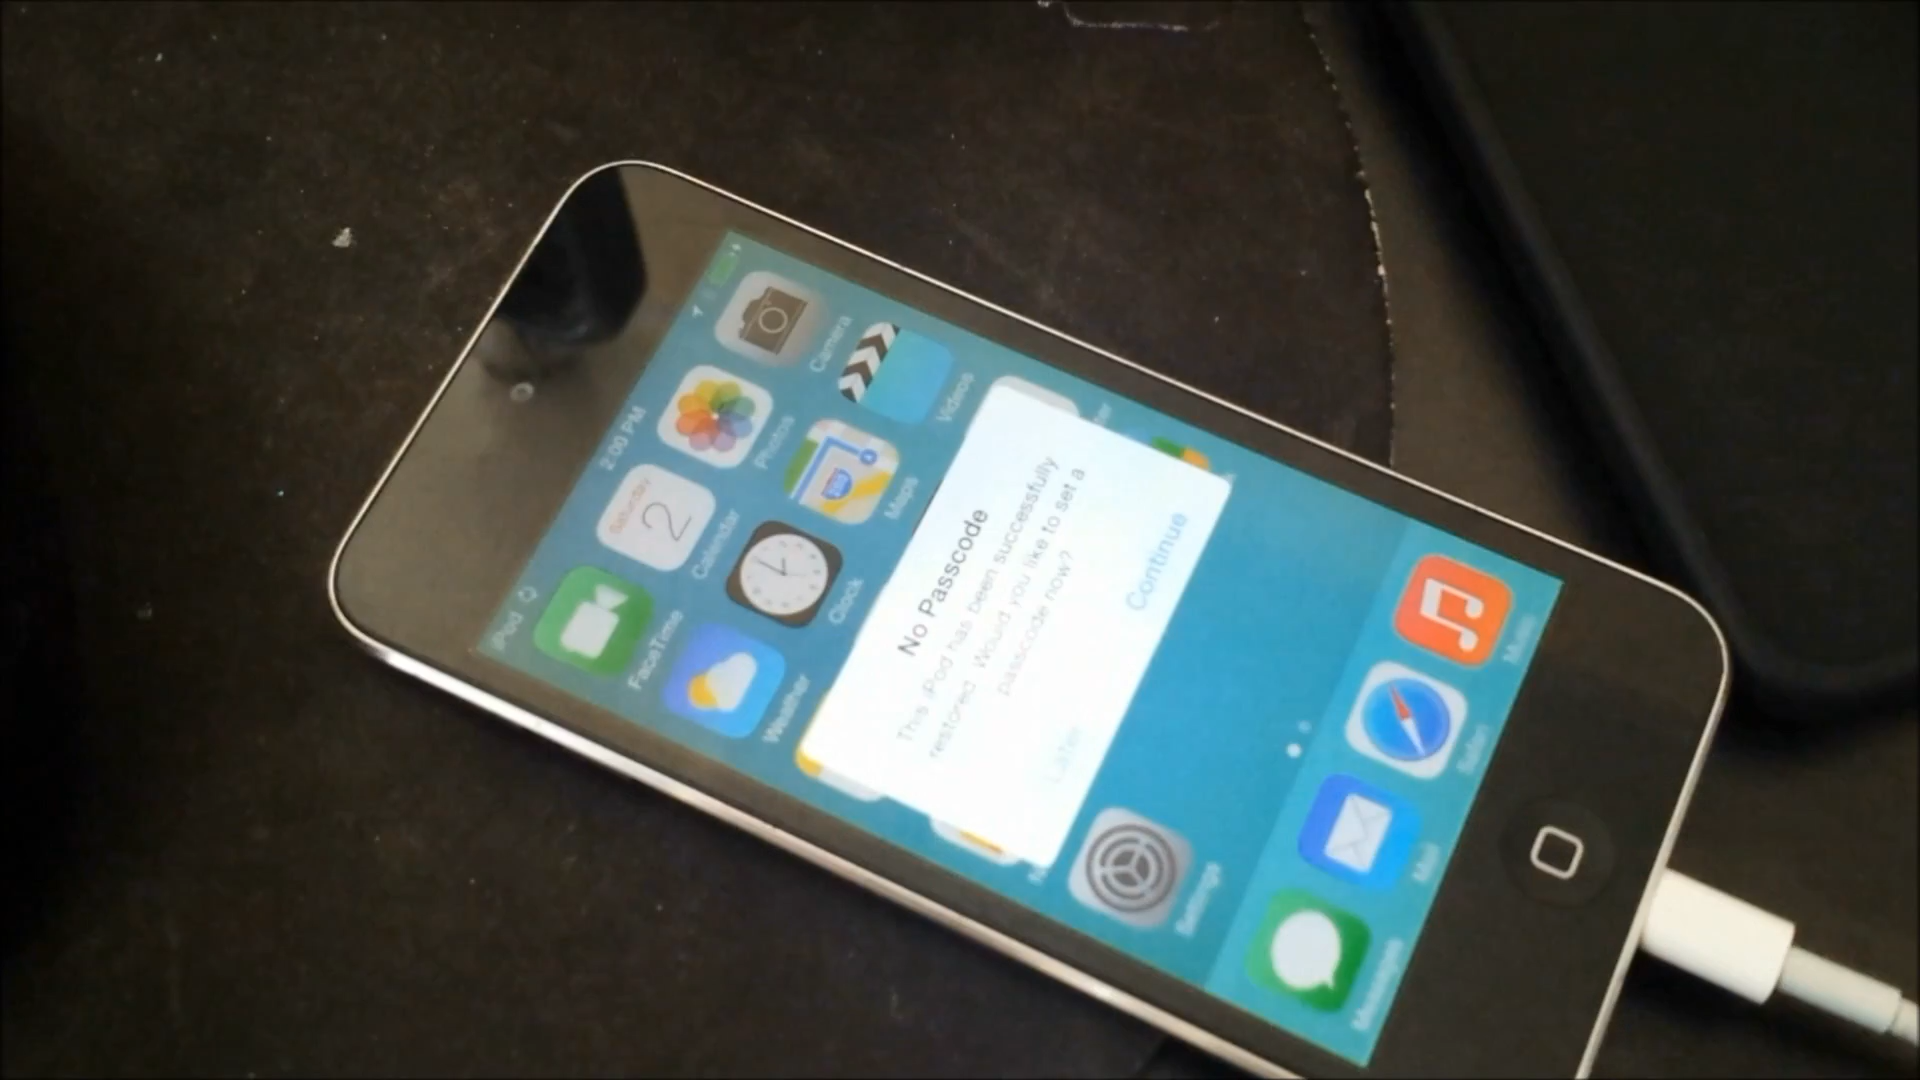 iPod 2:00 PM
FaceTime Calendar Photos Camera
Saturday
2
Weather Clock Maps Videos
280
No Passcode
This iPod has been successfully
restored. Would you like to set a
passcode now?
Later Continue
Settings
Messages Mail Safari Music